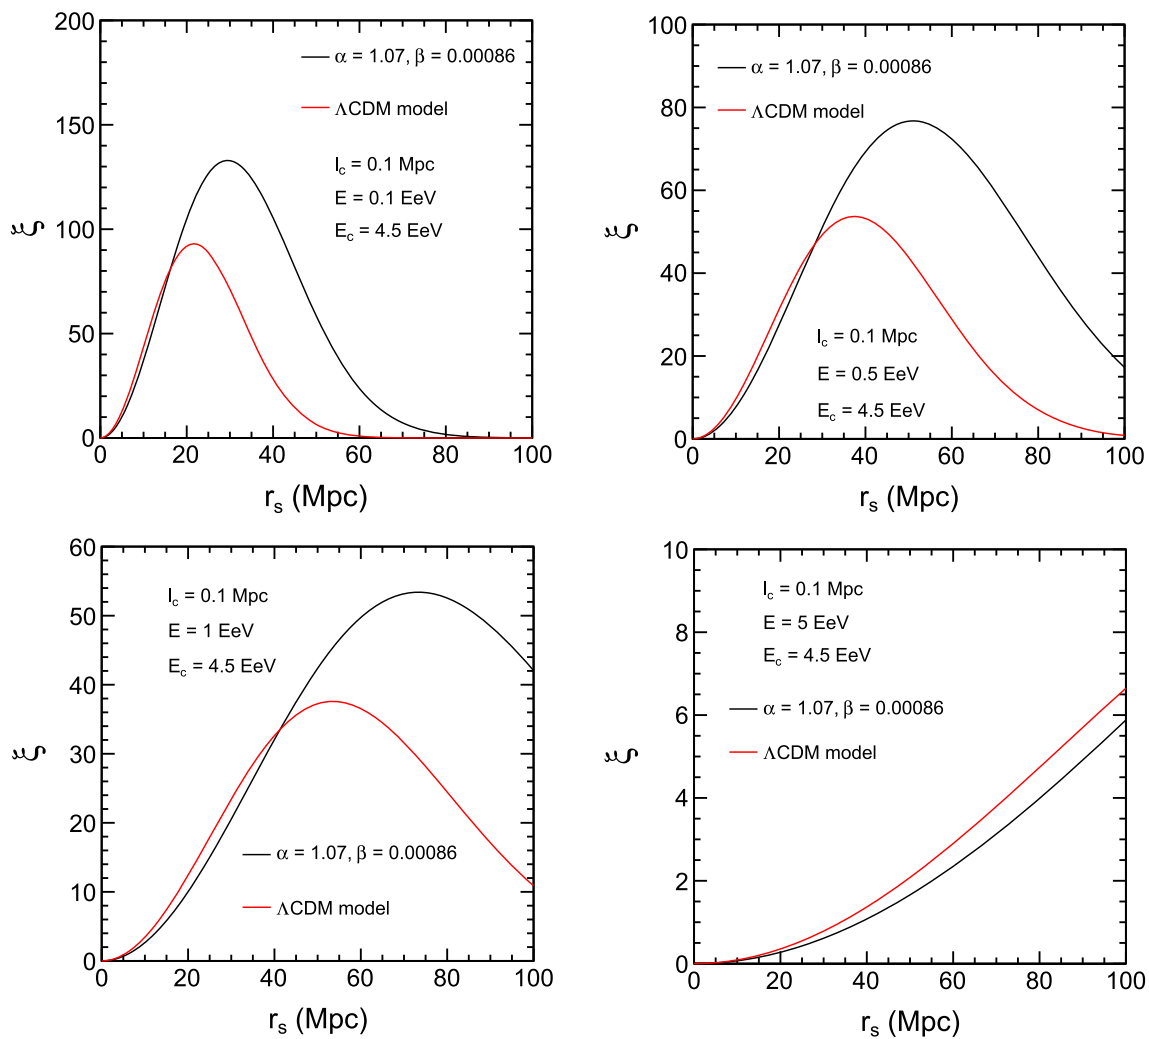 200
150
100
50
0
ξ
α = 1.07, β = 0.00086
ΛCDM model
l_c = 0.1 Mpc
E = 0.1 EeV
E_c = 4.5 EeV
0 20 40 60 80 100
r_s (Mpc)
100
80
60
40
20
0
ξ
α = 1.07, β = 0.00086
ΛCDM model
l_c = 0.1 Mpc
E = 0.5 EeV
E_c = 4.5 EeV
0 20 40 60 80 100
r_s (Mpc)
60
50
40
30
20
10
0
ξ
l_c = 0.1 Mpc
E = 1 EeV
E_c = 4.5 EeV
α = 1.07, β = 0.00086
ΛCDM model
0 20 40 60 80 100
r_s (Mpc)
10
8
6
4
2
0
ξ
l_c = 0.1 Mpc
E = 5 EeV
E_c = 4.5 EeV
α = 1.07, β = 0.00086
ΛCDM model
0 20 40 60 80 100
r_s (Mpc)